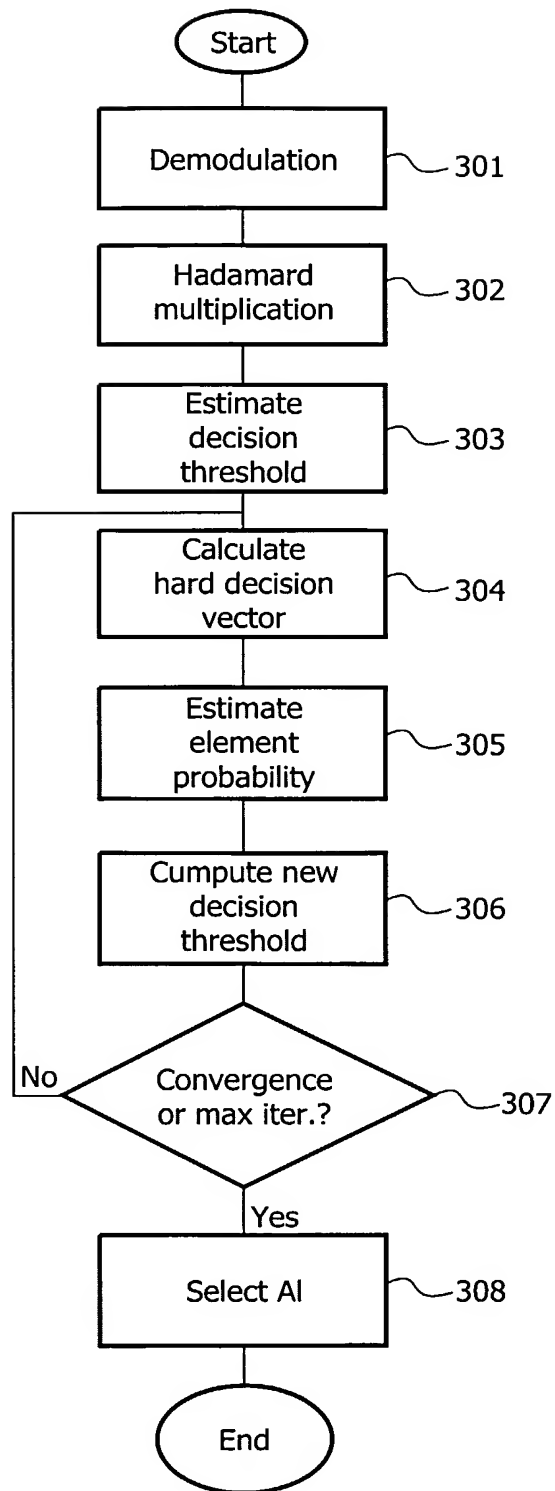 Start
Demodulation
301
Hadamard
multiplication
302
Estimate
decision
threshold
303
Calculate
hard decision
vector
304
Estimate
element
probability
305
Cumpute new
decision
threshold
306
No
Convergence
or max iter.?
307
Yes
Select AI
308
End